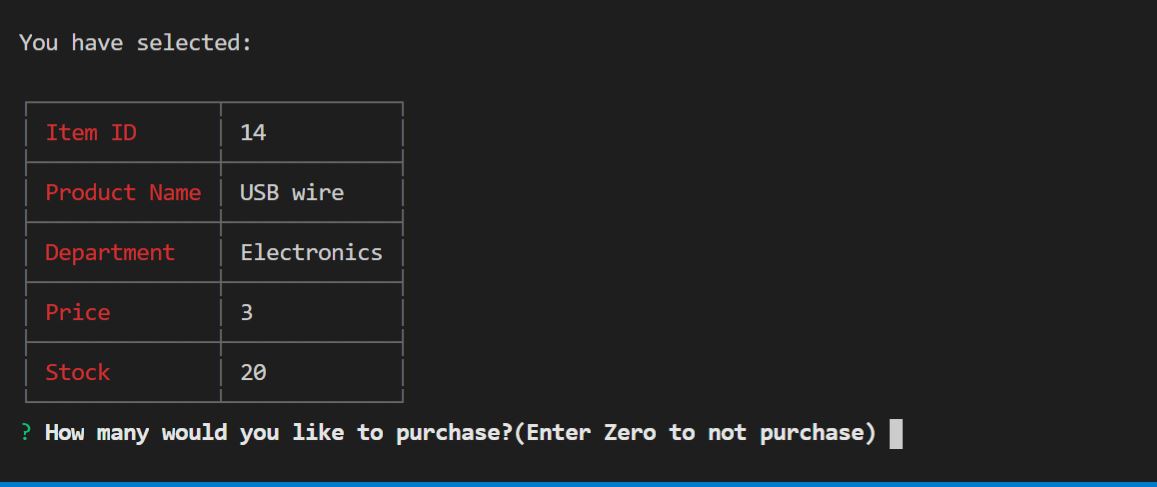 You have selected:
Item ID 14
Product Name USB wire
Department Electronics
Price 3
Stock 20
? How many would you like to purchase?(Enter Zero to not purchase)